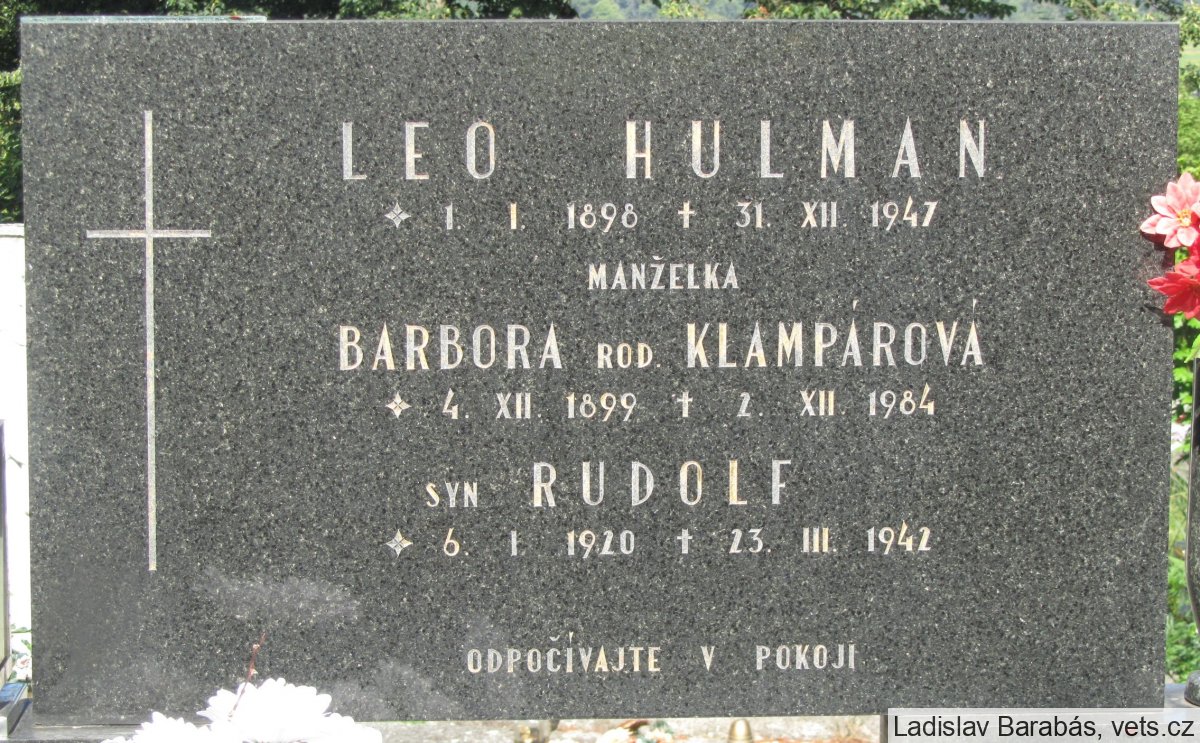 LEO HULMAN
1. I. 1898 ✝ 31. XII. 1947
MANŽELKA
BARBORA ROD. KLAMPÁROVÁ
4. XII. 1899 ✝ 2. XII. 1984
SYN RUDOLF
6. I 1920 ✝ 23. III. 1942
ODPOČÍVAJTE V POKOJI
Ladislav Barabás, vets.cz